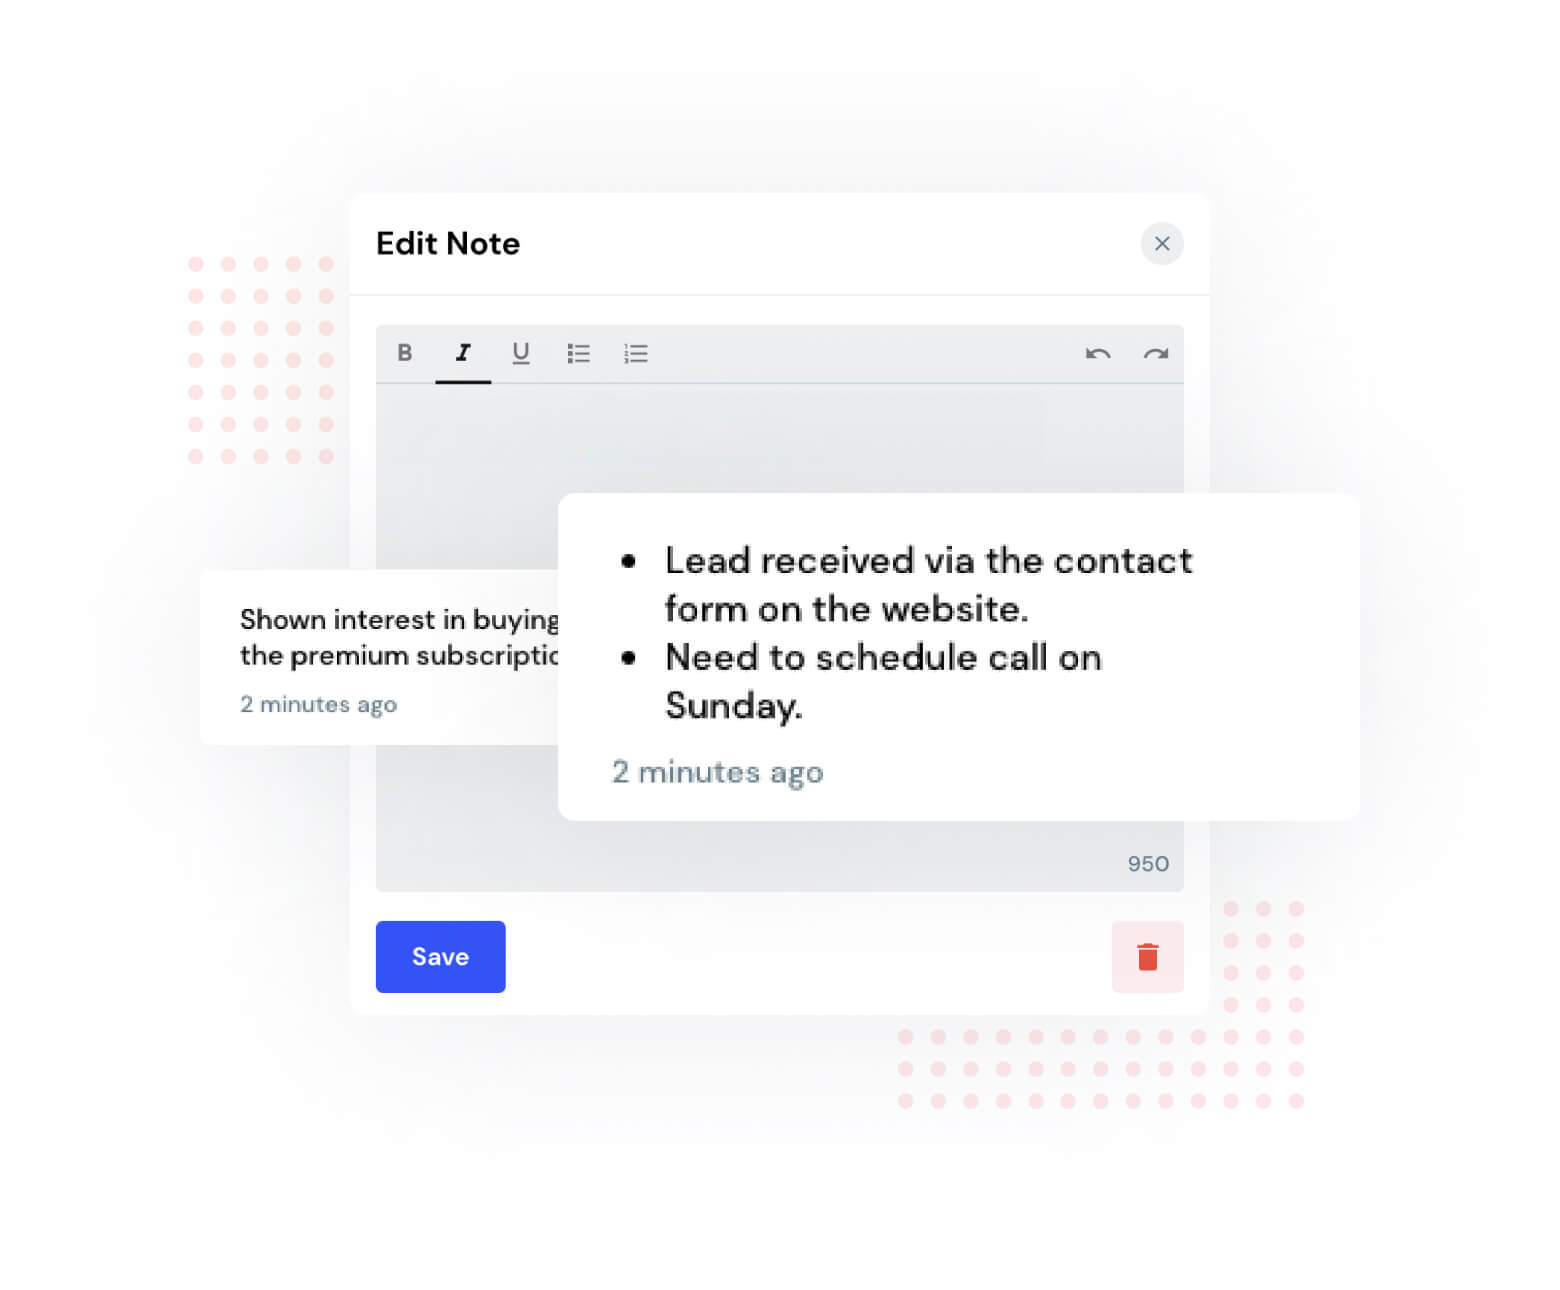 Edit Note
B I U
Shown interest in buying
the premium
2 minutes ago
• Lead received via the contact
form on the website.
• Need to schedule call on
Sunday.
2 minutes ago
950
Save